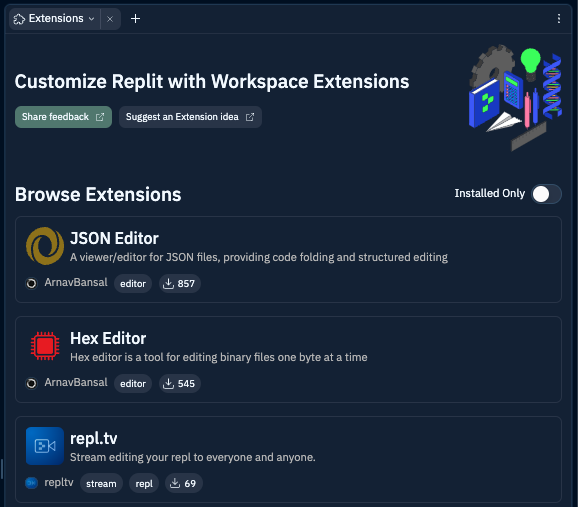 Extensions
Customize Replit with Workspace Extensions
Share feedback
Suggest an Extension idea
Browse Extensions
Installed Only
JSON Editor
A viewer/editor for JSON files, providing code folding and structured editing
ArnavBansal editor 857
Hex Editor
Hex editor is a tool for editing binary files one byte at a time
ArnavBansal editor 545
repl.tv
Stream editing your repl to everyone and anyone.
repltv stream repl 69